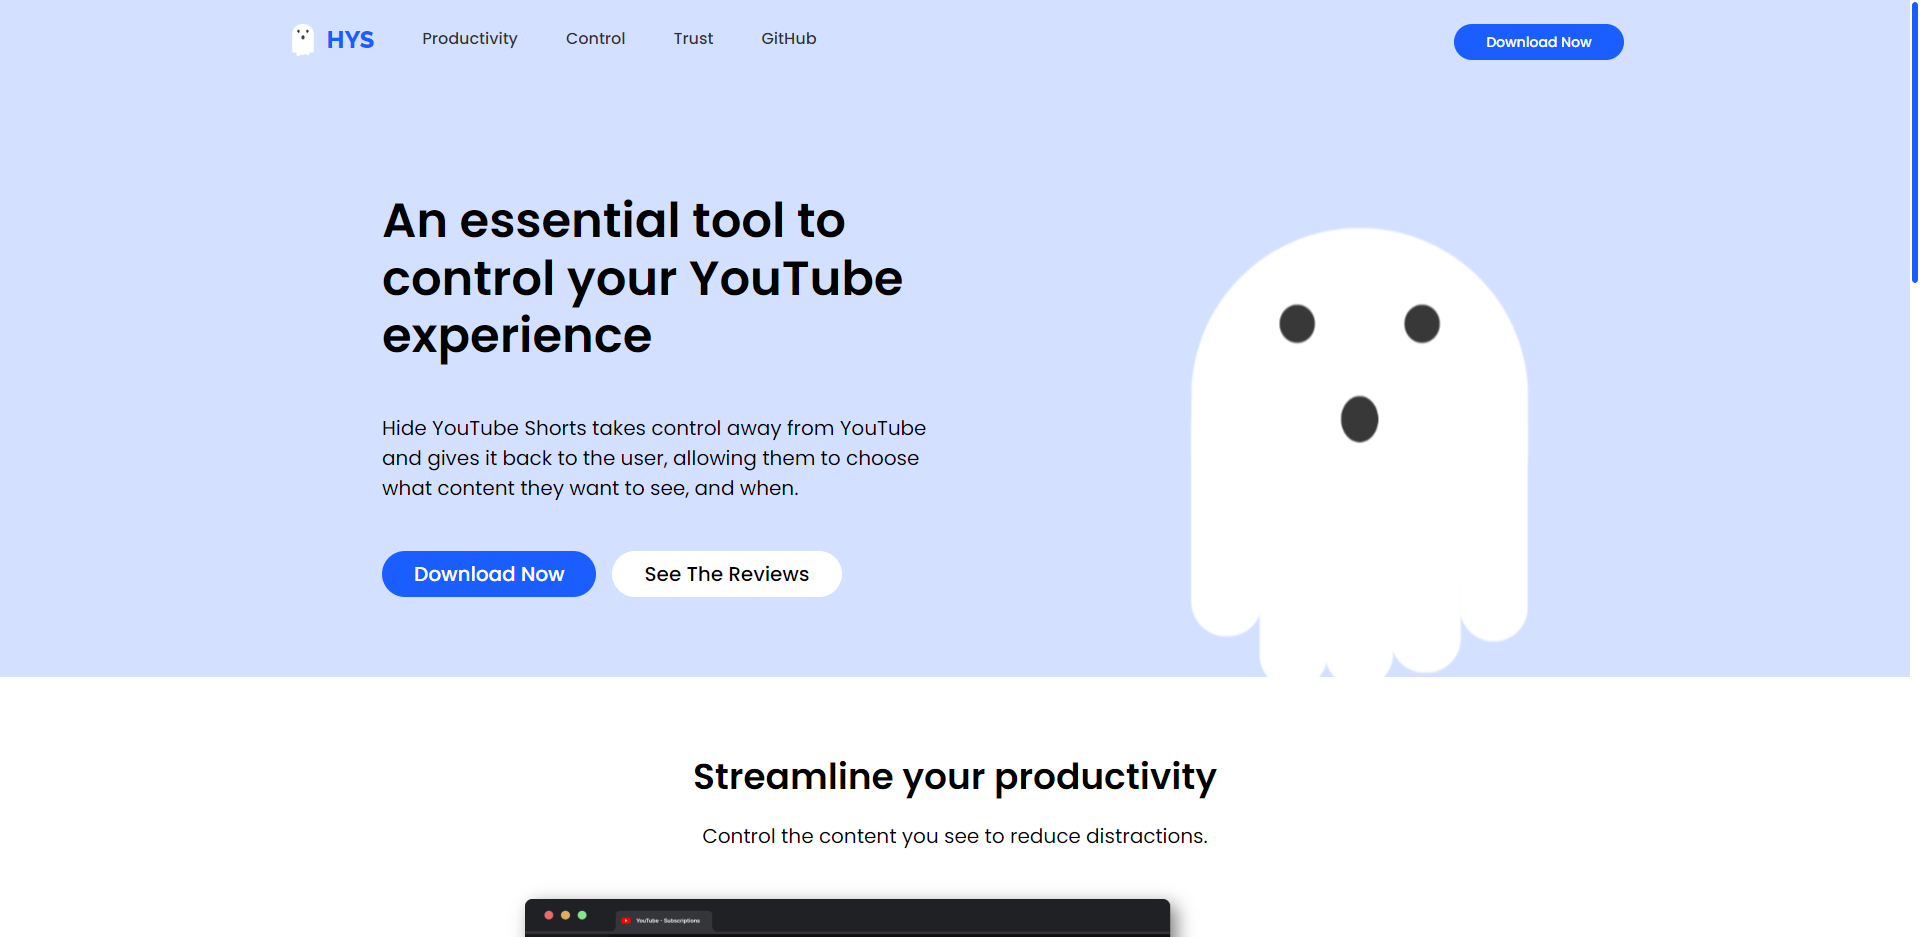 HYS
Productivity
Control
Trust
GitHub
Download Now
An essential tool to
control your YouTube
experience
Hide YouTube Shorts takes control away from YouTube
and gives it back to the user, allowing them to choose
what content they want to see, and when.
Download Now
See The Reviews
Streamline your productivity
Control the content you see to reduce distractions.
YouTube - Subscriptions